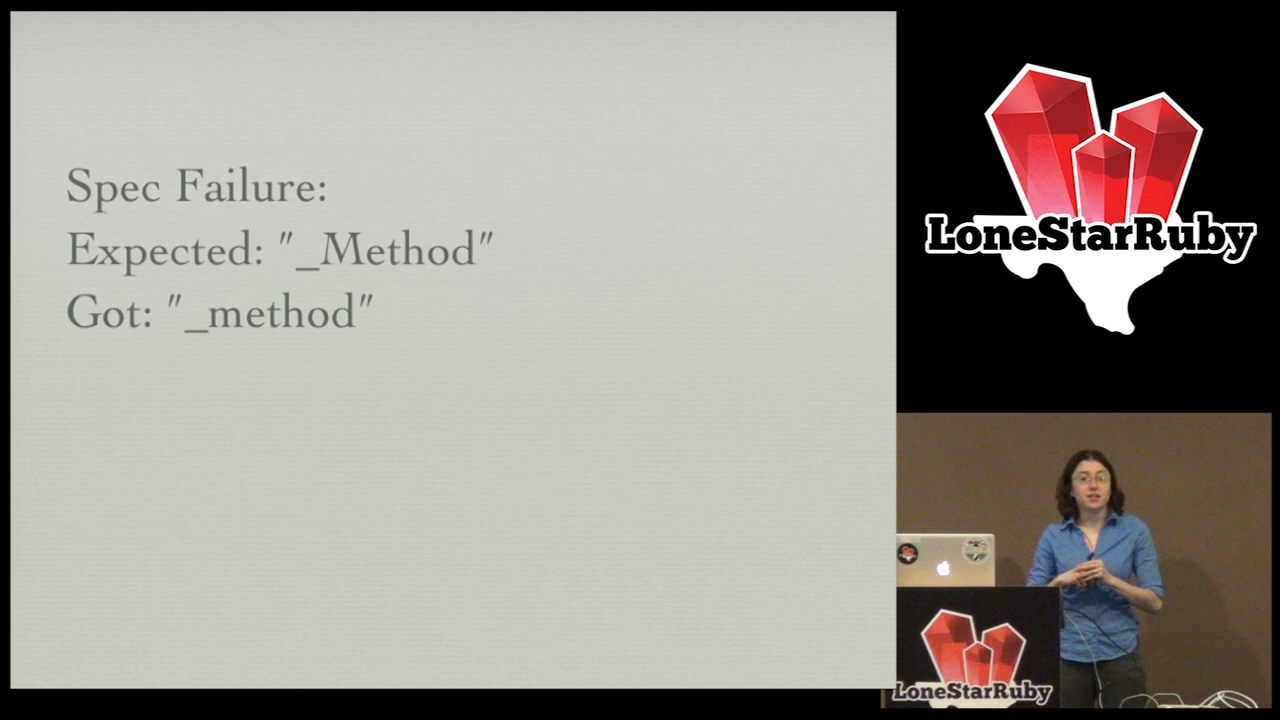 Spec Failure:
Expected: "_Method"
Got: "_method"
LoneStarRuby
LoneStarRuby